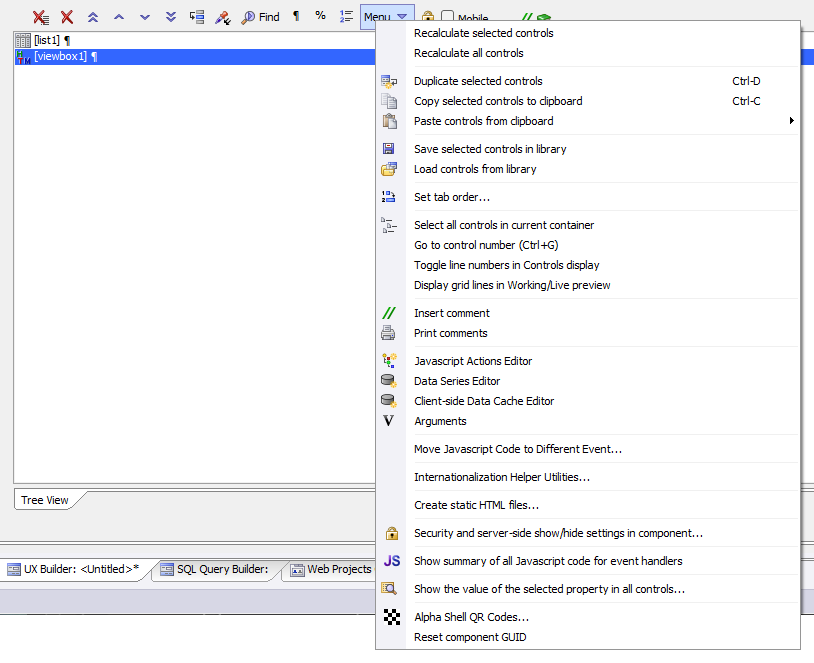 Find ¶ % Menu Mobile //
[list1] ¶
[viewbox1] ¶
Recalculate selected controls
Recalculate all controls
Duplicate selected controls Ctrl-D
Copy selected controls to clipboard Ctrl-C
Paste controls from clipboard
Save selected controls in library
Load controls from library
Set tab order...
Select all controls in current container
Go to control number (Ctrl+G)
Toggle line numbers in Controls display
Display grid lines in Working/Live preview
// Insert comment
Print comments
Javascript Actions Editor
Data Series Editor
Client-side Data Cache Editor
V Arguments
Move Javascript Code to Different Event...
Internationalization Helper Utilities...
Create static HTML files...
Security and server-side show/hide settings in component...
JS Show summary of all Javascript code for event handlers
Show the value of the selected property in all controls...
Alpha Shell QR Codes...
Reset component GUID
Tree View
UX Builder: <Untitled>* SQL Query Builder: Web Projects